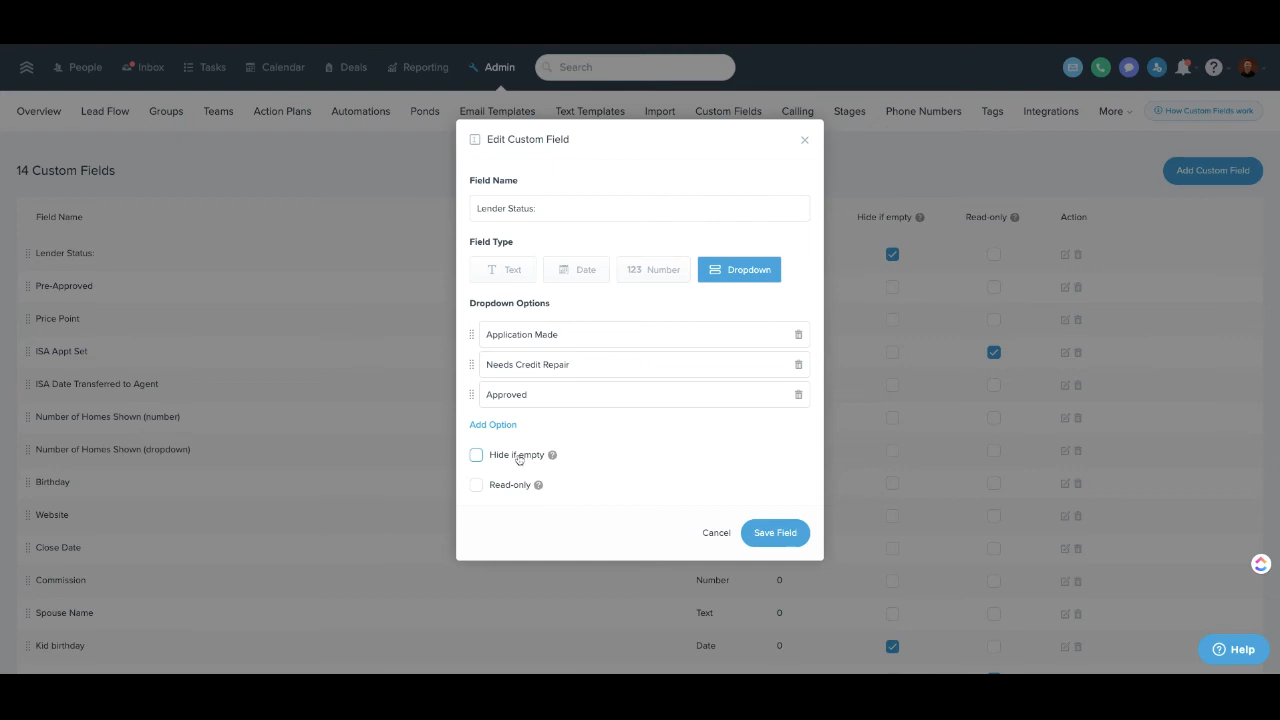 People
Inbox
Tasks
Calendar
Deals
Reporting
Admin
Search
Overview
Lead Flow
Groups
Teams
Action Plans
Automations
Ponds
Email Templates
Text Templates
Import
Custom Fields
Calling
Stages
Phone Numbers
Tags
Integrations
More
How Custom Fields work
14 Custom Fields
Add Custom Field
Field Name
Hide if empty
Read-only
Action
Lender Status:
Pre-Approved
Price Point
ISA Appt Set
ISA Date Transferred to Agent
Number of Homes Shown (number)
Number of Homes Shown (dropdown)
Birthday
Website
Close Date
Commission Number 0
Spouse Name Text 0
Kid birthday Date 0
Edit Custom Field
Field Name
Lender Status:
Field Type
Text
Date
123 Number
Dropdown
Dropdown Options
Application Made
Needs Credit Repair
Approved
Add Option
Hide if empty
Read-only
Cancel
Save Field
Help